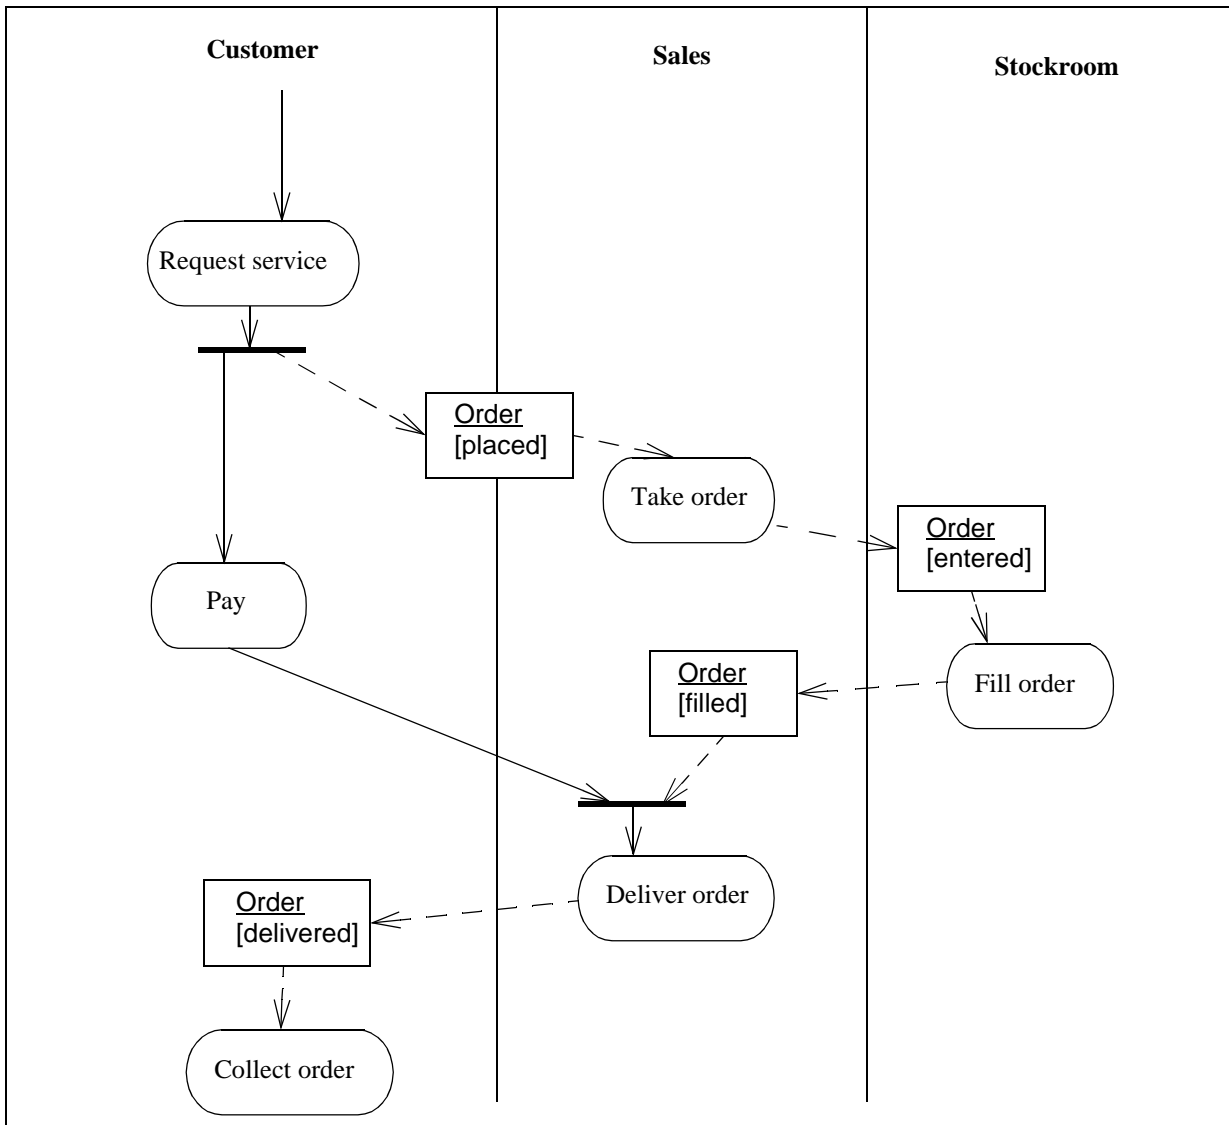 Customer
Sales
Stockroom
Request service
Order
[placed]
Take order
Order
[entered]
Pay
Order
[filled]
Fill order
Deliver order
Order
[delivered]
Collect order